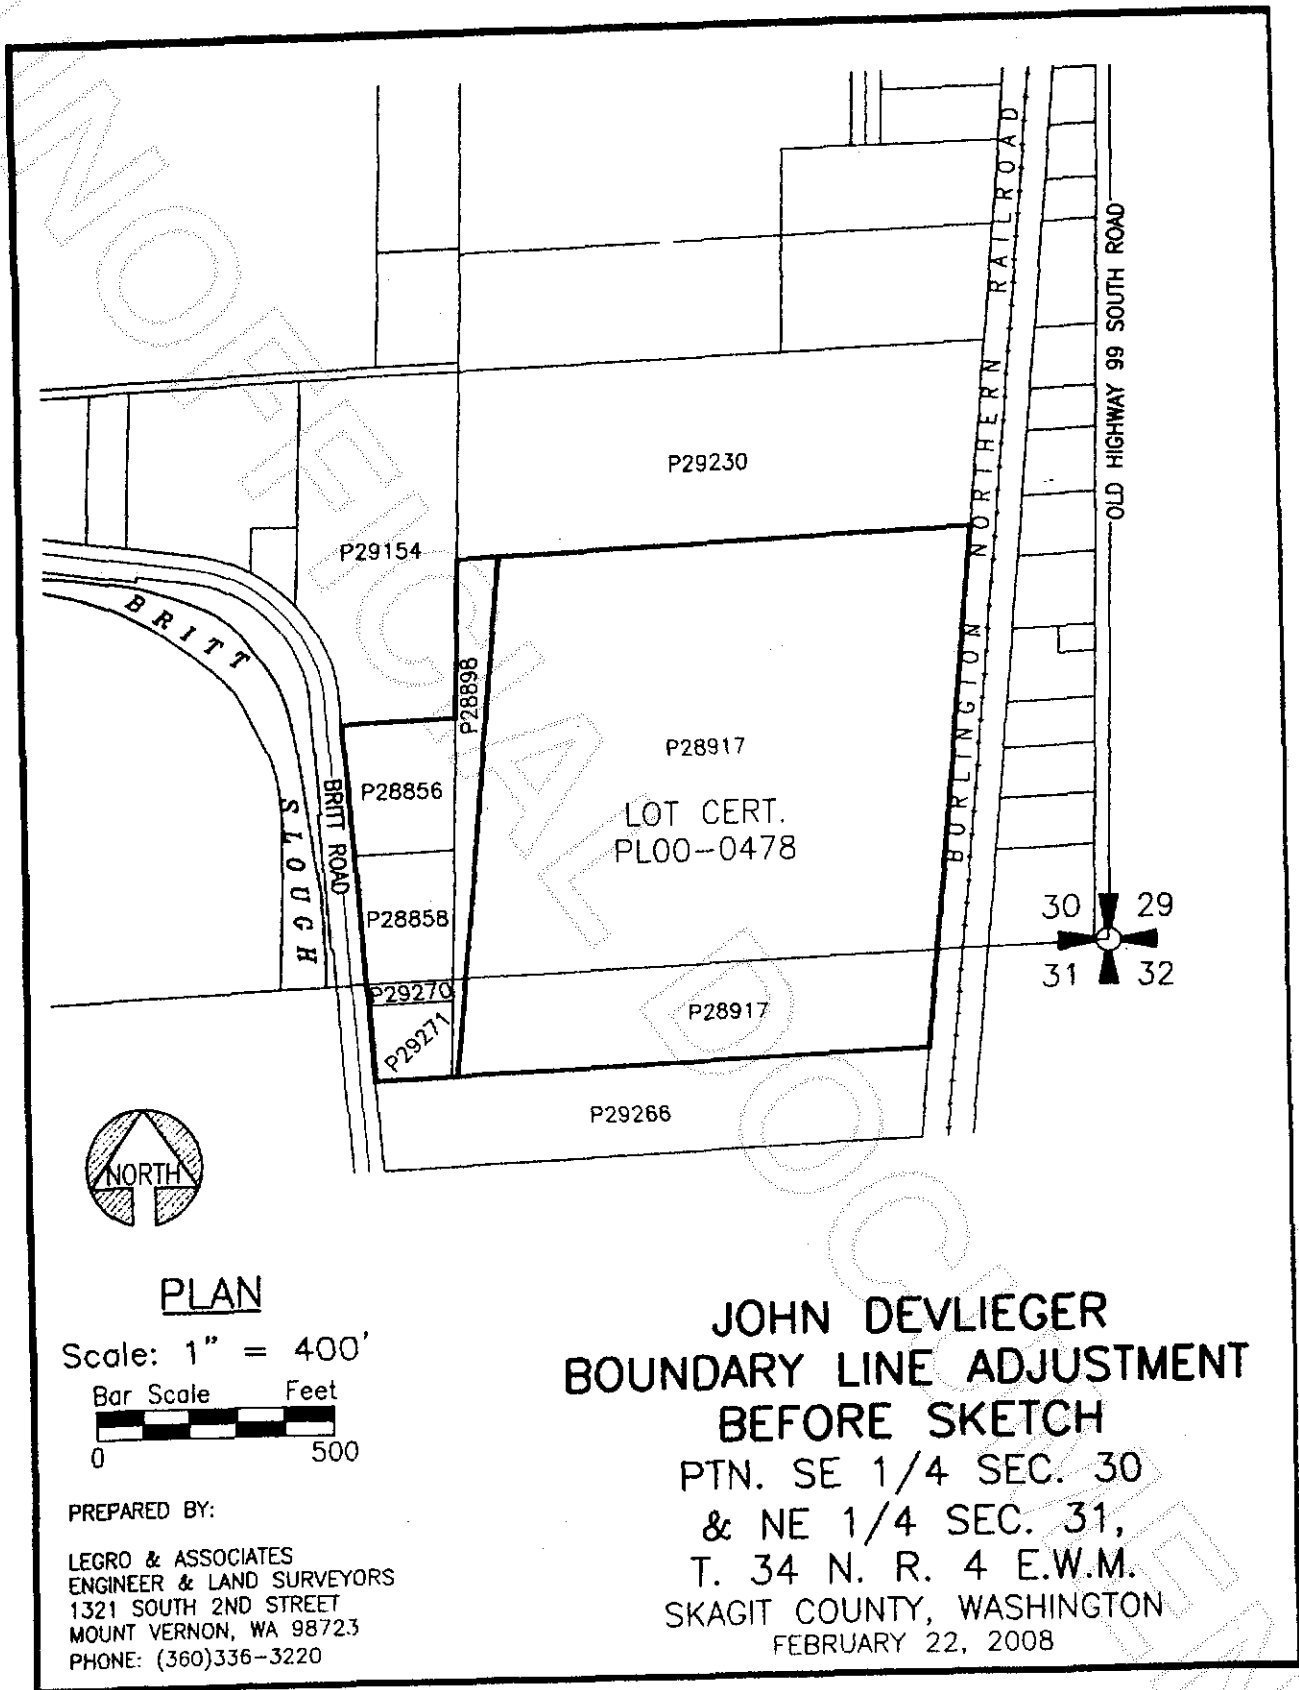 UNOFFICIAL DOCUMENT
BURLINGTON NORTHERN RAILROAD
OLD HIGHWAY 99 SOUTH ROAD
P29230
P29154
BRITT
SLOUGH
P28898
P28917
LOT CERT.
PL00-0478
P28856
BRITT ROAD
P28858
30 29
31 32
P29270
P29271
P28917
P29266
NORTH
PLAN
Scale: 1" = 400'
Bar Scale Feet
0 500
PREPARED BY:
LEGRO & ASSOCIATES
ENGINEER & LAND SURVEYORS
1321 SOUTH 2ND STREET
MOUNT VERNON, WA 98723
PHONE: (360)336-3220
JOHN DEVLIEGER
BOUNDARY LINE ADJUSTMENT
BEFORE SKETCH
PTN. SE 1/4 SEC. 30
& NE 1/4 SEC. 31,
T. 34 N. R. 4 E.W.M.
SKAGIT COUNTY, WASHINGTON
FEBRUARY 22, 2008